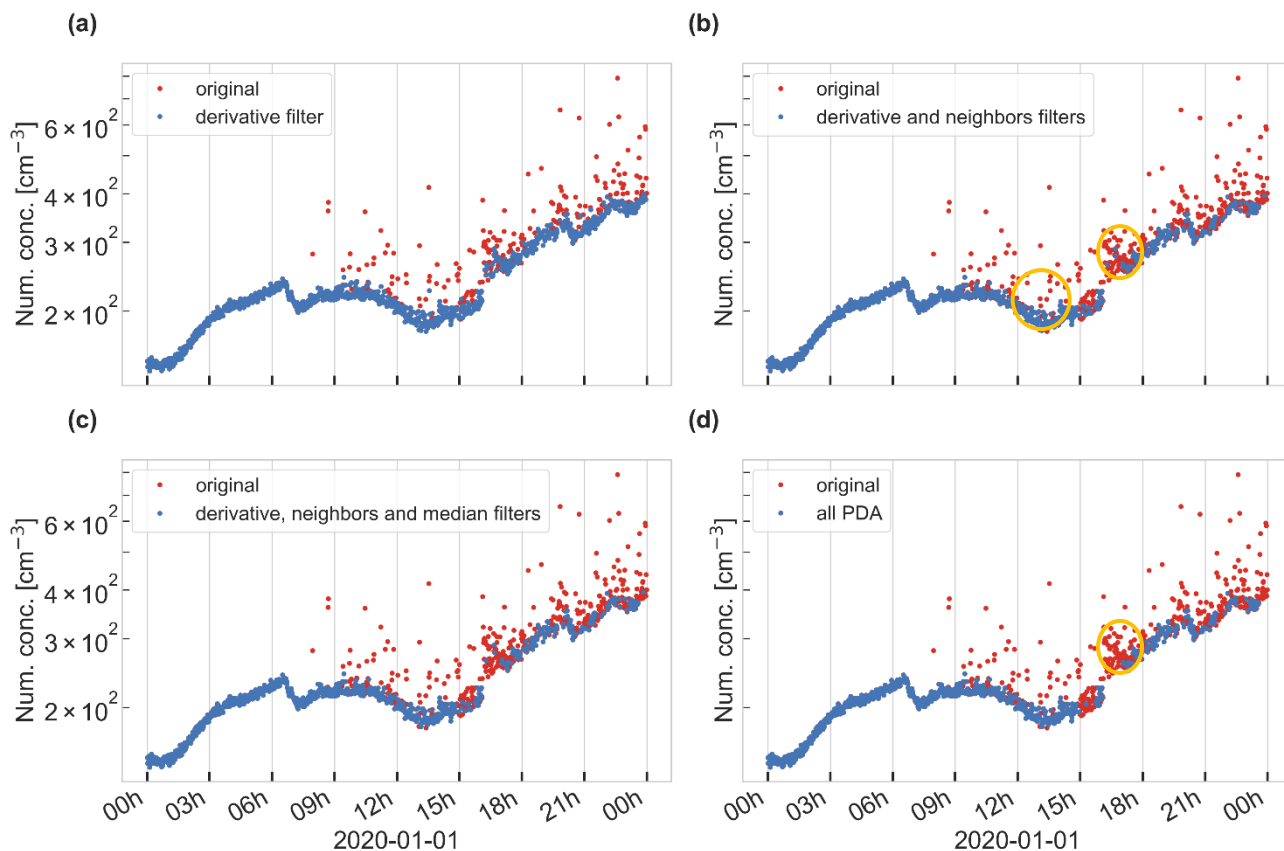 (a)
original
derivative filter
6 × 10²
4 × 10²
3 × 10²
2 × 10²
Num. conc. [cm⁻³]
(b)
original
derivative and neighbors filters
6 × 10²
4 × 10²
3 × 10²
2 × 10²
Num. conc. [cm⁻³]
(c)
original
derivative, neighbors and median filters
6 × 10²
4 × 10²
3 × 10²
2 × 10²
Num. conc. [cm⁻³]
00h 03h 06h 09h 12h 15h 18h 21h 00h
2020-01-01
(d)
original
all PDA
6 × 10²
4 × 10²
3 × 10²
2 × 10²
Num. conc. [cm⁻³]
00h 03h 06h 09h 12h 15h 18h 21h 00h
2020-01-01